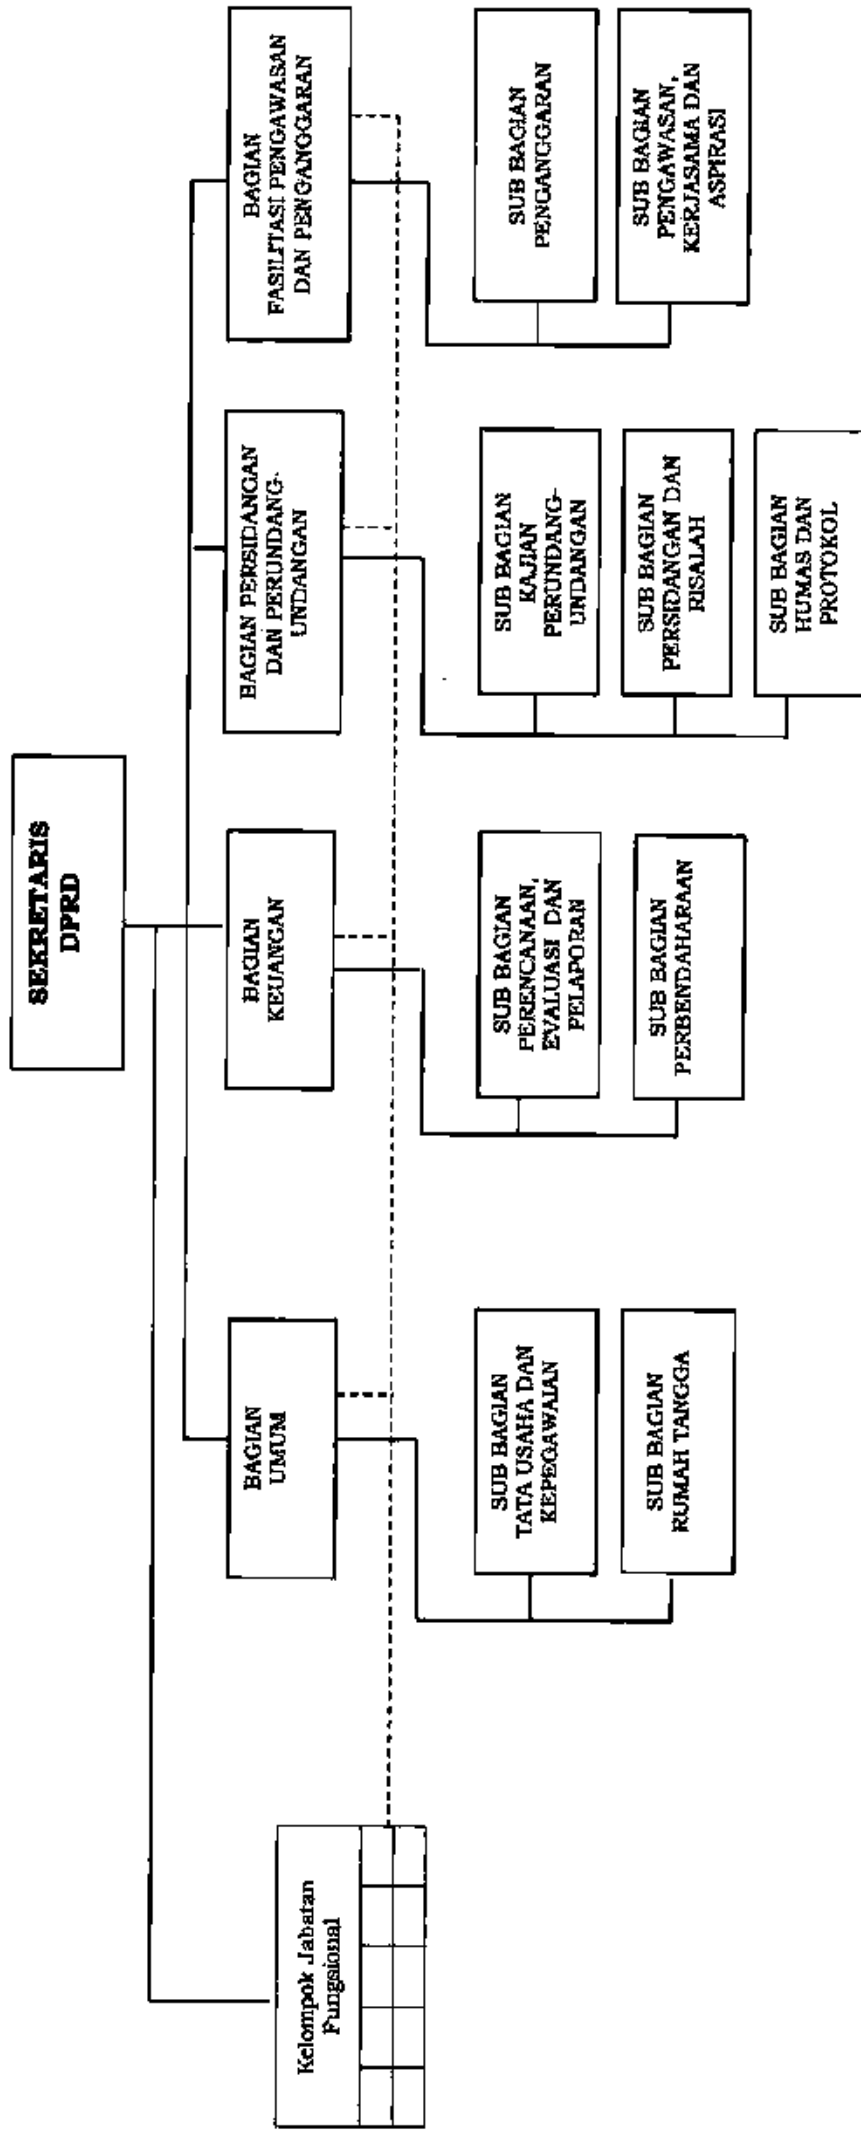 SEKRETARIS
DPRD
Kelompok Jabatan
Fungsional
BAGIAN
UMUM
BAGIAN
KEUANGAN
BAGIAN PERSIDANGAN
DAN PERUNDANG-
UNDANGAN
BAGIAN
FASILITASI PENGAWASAN
DAN PENGANGGARAN
SUB BAGIAN
TATA USAHA DAN
KEPEGAWAIAN
SUB BAGIAN
RUMAH TANGGA
SUB BAGIAN
PERENCANAAN,
EVALUASI DAN
PELAPORAN
SUB BAGIAN
PERBENDAHARAAN
SUB BAGIAN
KAJIAN
PERUNDANG-
UNDANGAN
SUB BAGIAN
PERSIDANGAN DAN
RISALAH
SUB BAGIAN
HUMAS DAN
PROTOKOL
SUB BAGIAN
PENGANGGARAN
SUB BAGIAN
PENGAWASAN,
KERJASAMA DAN
ASPIRASI